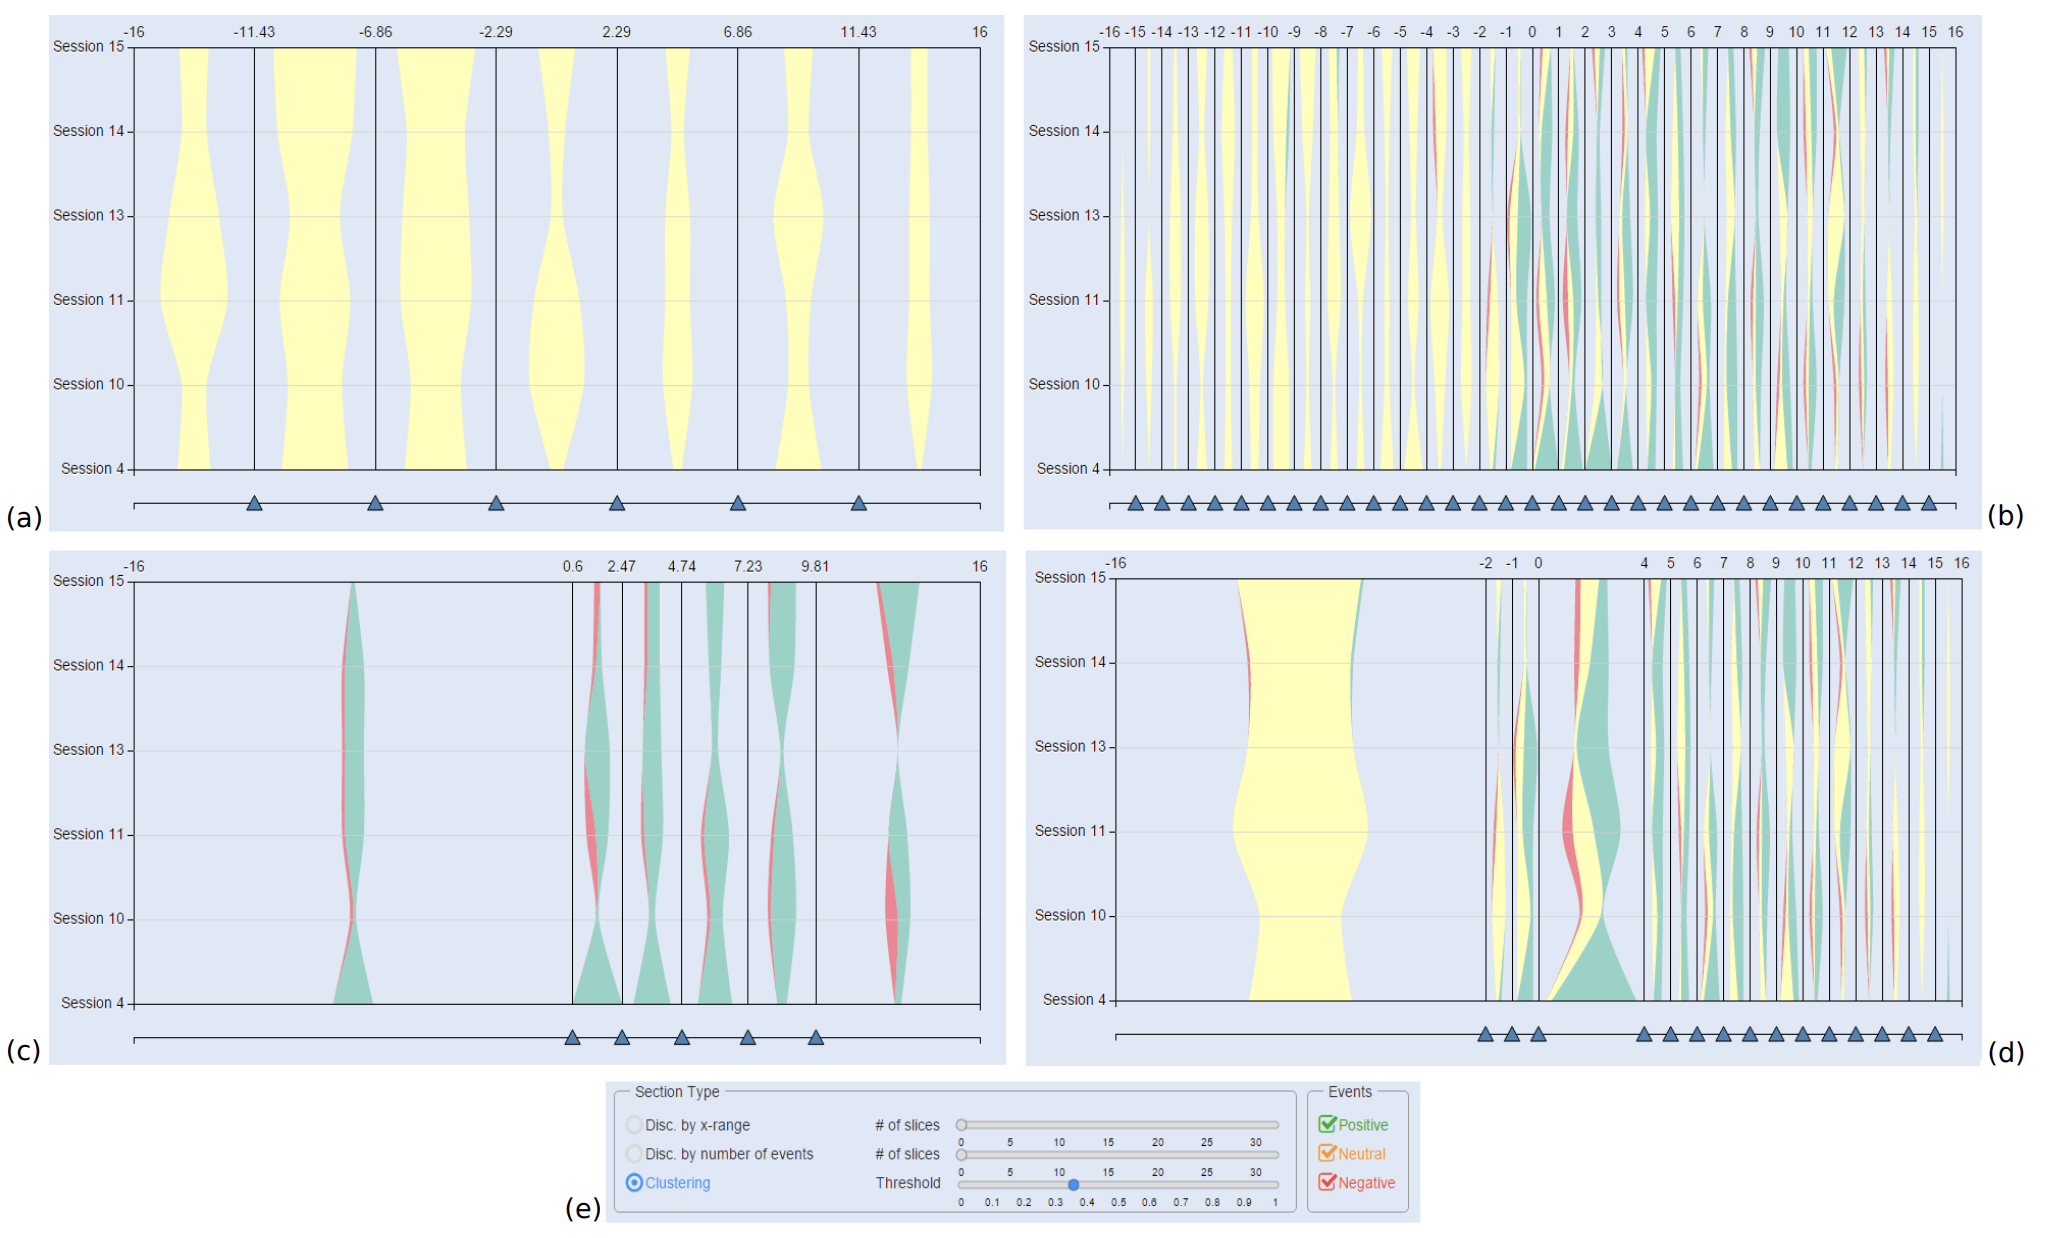 -16 -11.43 -6.86 -2.29 2.29 6.86 11.43 16
Session 15
Session 14
Session 13
Session 11
Session 10
Session 4
(a)
-16 -15 -14 -13 -12 -11 -10 -9 -8 -7 -6 -5 -4 -3 -2 -1 0 1 2 3 4 5 6 7 8 9 10 11 12 13 14 15 16
Session 15
Session 14
Session 13
Session 11
Session 10
Session 4
(b)
-16 0.6 2.47 4.74 7.23 9.81 16
Session 15
Session 14
Session 13
Session 11
Session 10
Session 4
(c)
-16 -2 -1 0 4 5 6 7 8 9 10 11 12 13 14 15 16
Session 15
Session 14
Session 13
Session 11
Session 10
Session 4
(d)
Section Type
Disc. by x-range # of slices
0 5 10 15 20 25 30
Disc. by number of events # of slices
0 5 10 15 20 25 30
Clustering Threshold
0 0.1 0.2 0.3 0.4 0.5 0.6 0.7 0.8 0.9 1
Events
Positive
Neutral
Negative
(e)